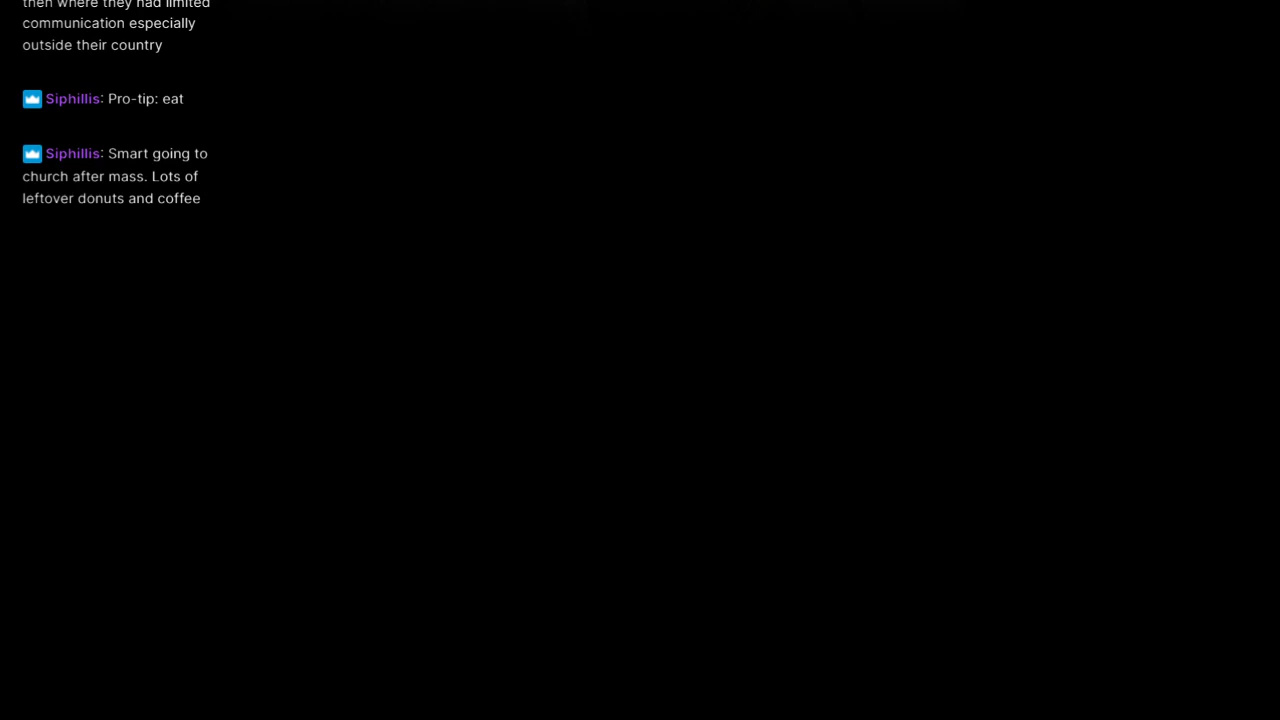 then where they had limited
communication especially
outside their country
Siphillis: Pro-tip: eat
Siphillis: Smart going to
church after mass. Lots of
leftover donuts and coffee